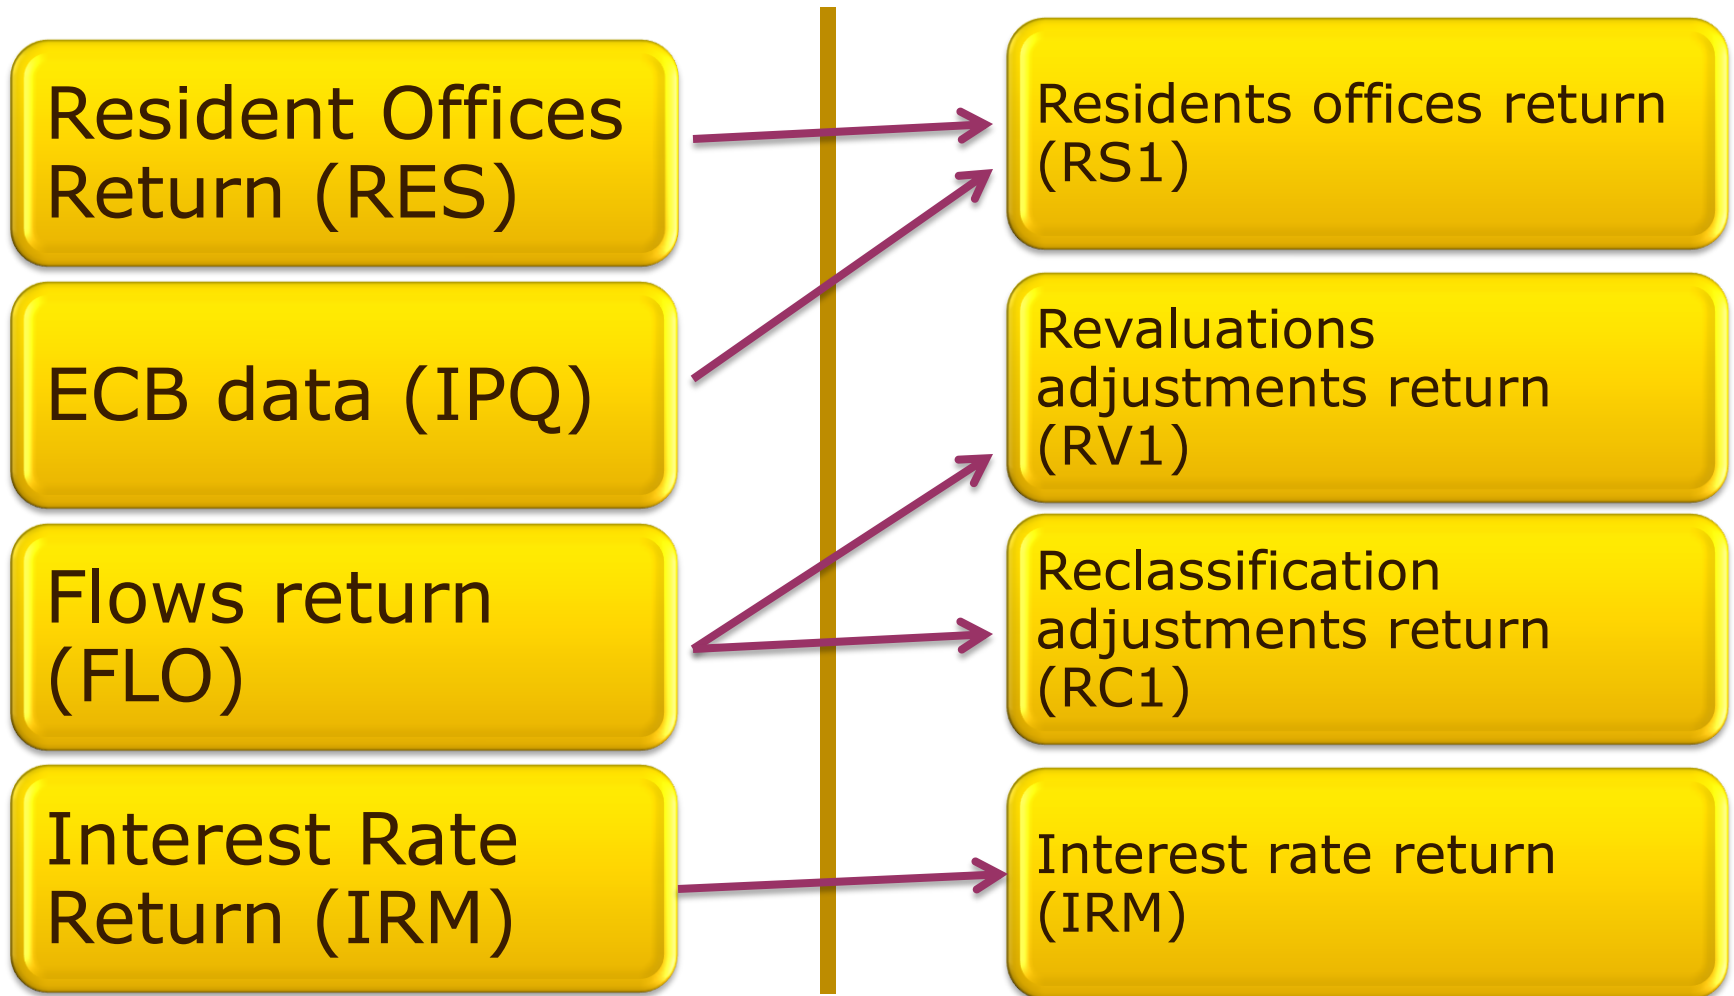 Resident Offices
Return (RES)
ECB data (IPQ)
Flows return
(FLO)
Interest Rate
Return (IRM)
Residents offices return
(RS1)
Revaluations
adjustments return
(RV1)
Reclassification
adjustments return
(RC1)
Interest rate return
(IRM)